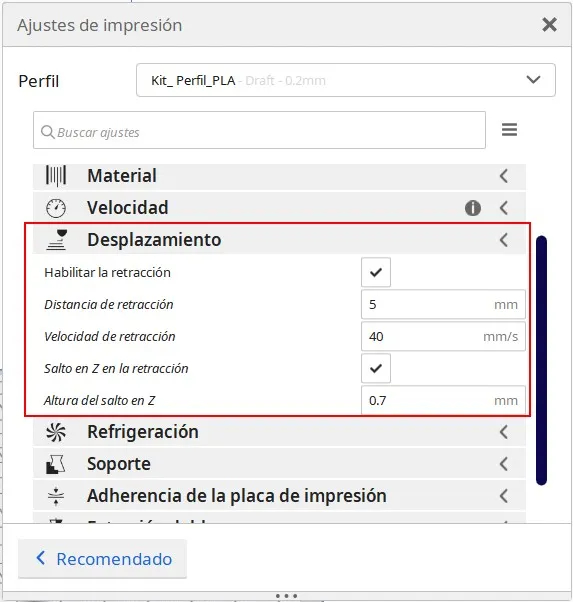 Ajustes de impresión
Perfil
Kit_ Perfil_PLA - Draft - 0.2mm
Buscar ajustes
Material
Velocidad
Desplazamiento
Habilitar la retracción
Distancia de retracción 5 mm
Velocidad de retracción 40 mm/s
Salto en Z en la retracción
Altura del salto en Z 0.7 mm
Refrigeración
Soporte
Adherencia de la placa de impresión
Recomendado